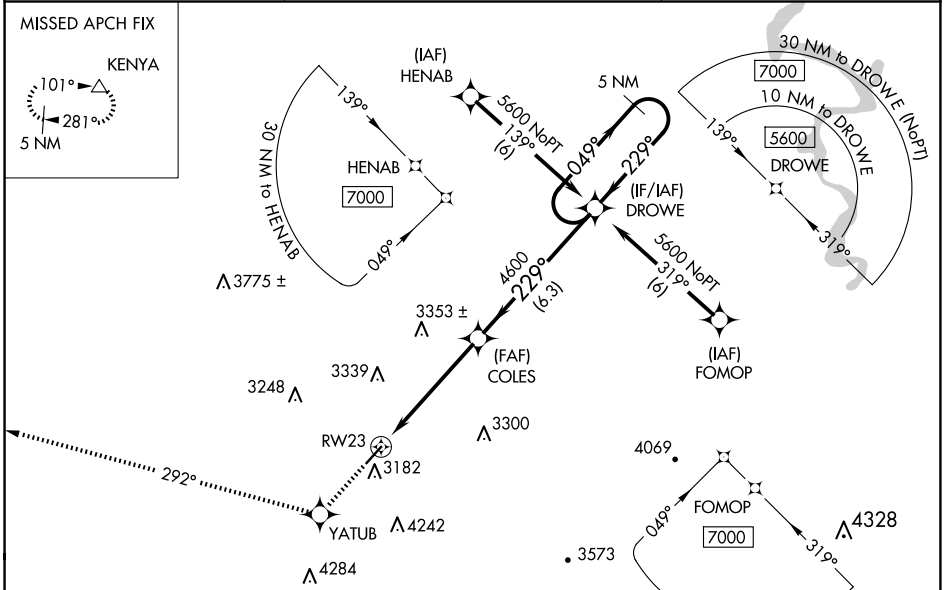 MISSED APCH FIX
KENYA
101°
281°
5 NM
(IAF)
HENAB
5600 NoPT
139°
(6)
5 NM
049°
229°
(IF/IAF)
DROWE
30 NM to DROWE (NoPT)
7000
10 NM to DROWE
5600
DROWE
139°
319°
139°
HENAB
7000
30 NM to HENAB
049°
5600 NoPT
319°
(6)
(IAF)
FOMOP
4600
229°
(6.3)
3775 ±
3353 ±
(FAF)
COLES
3339
3248
3300
RW23
3182
292°
YATUB
4242
4284
4069
FOMOP
7000
049°
319°
4328
3573